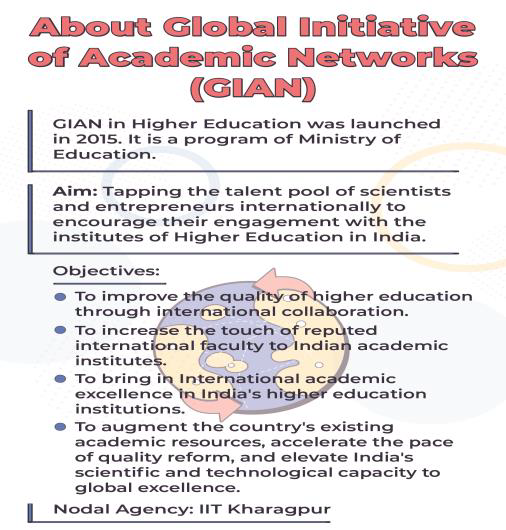 About Global Initiative
of Academic Networks
(GIAN)
GIAN in Higher Education was launched
in 2015. It is a program of Ministry of
Education.
Aim: Tapping the talent pool of scientists
and entrepreneurs internationally to
encourage their engagement with the
institutes of Higher Education in India.
Objectives:
To improve the quality of higher education
through international collaboration.
To increase the touch of reputed
international faculty to Indian academic
institutes.
To bring in International academic
excellence in India's higher education
institutions.
To augment the country's existing
academic resources, accelerate the pace
of quality reform, and elevate India's
scientific and technological capacity to
global excellence.
Nodal Agency: IIT Kharagpur